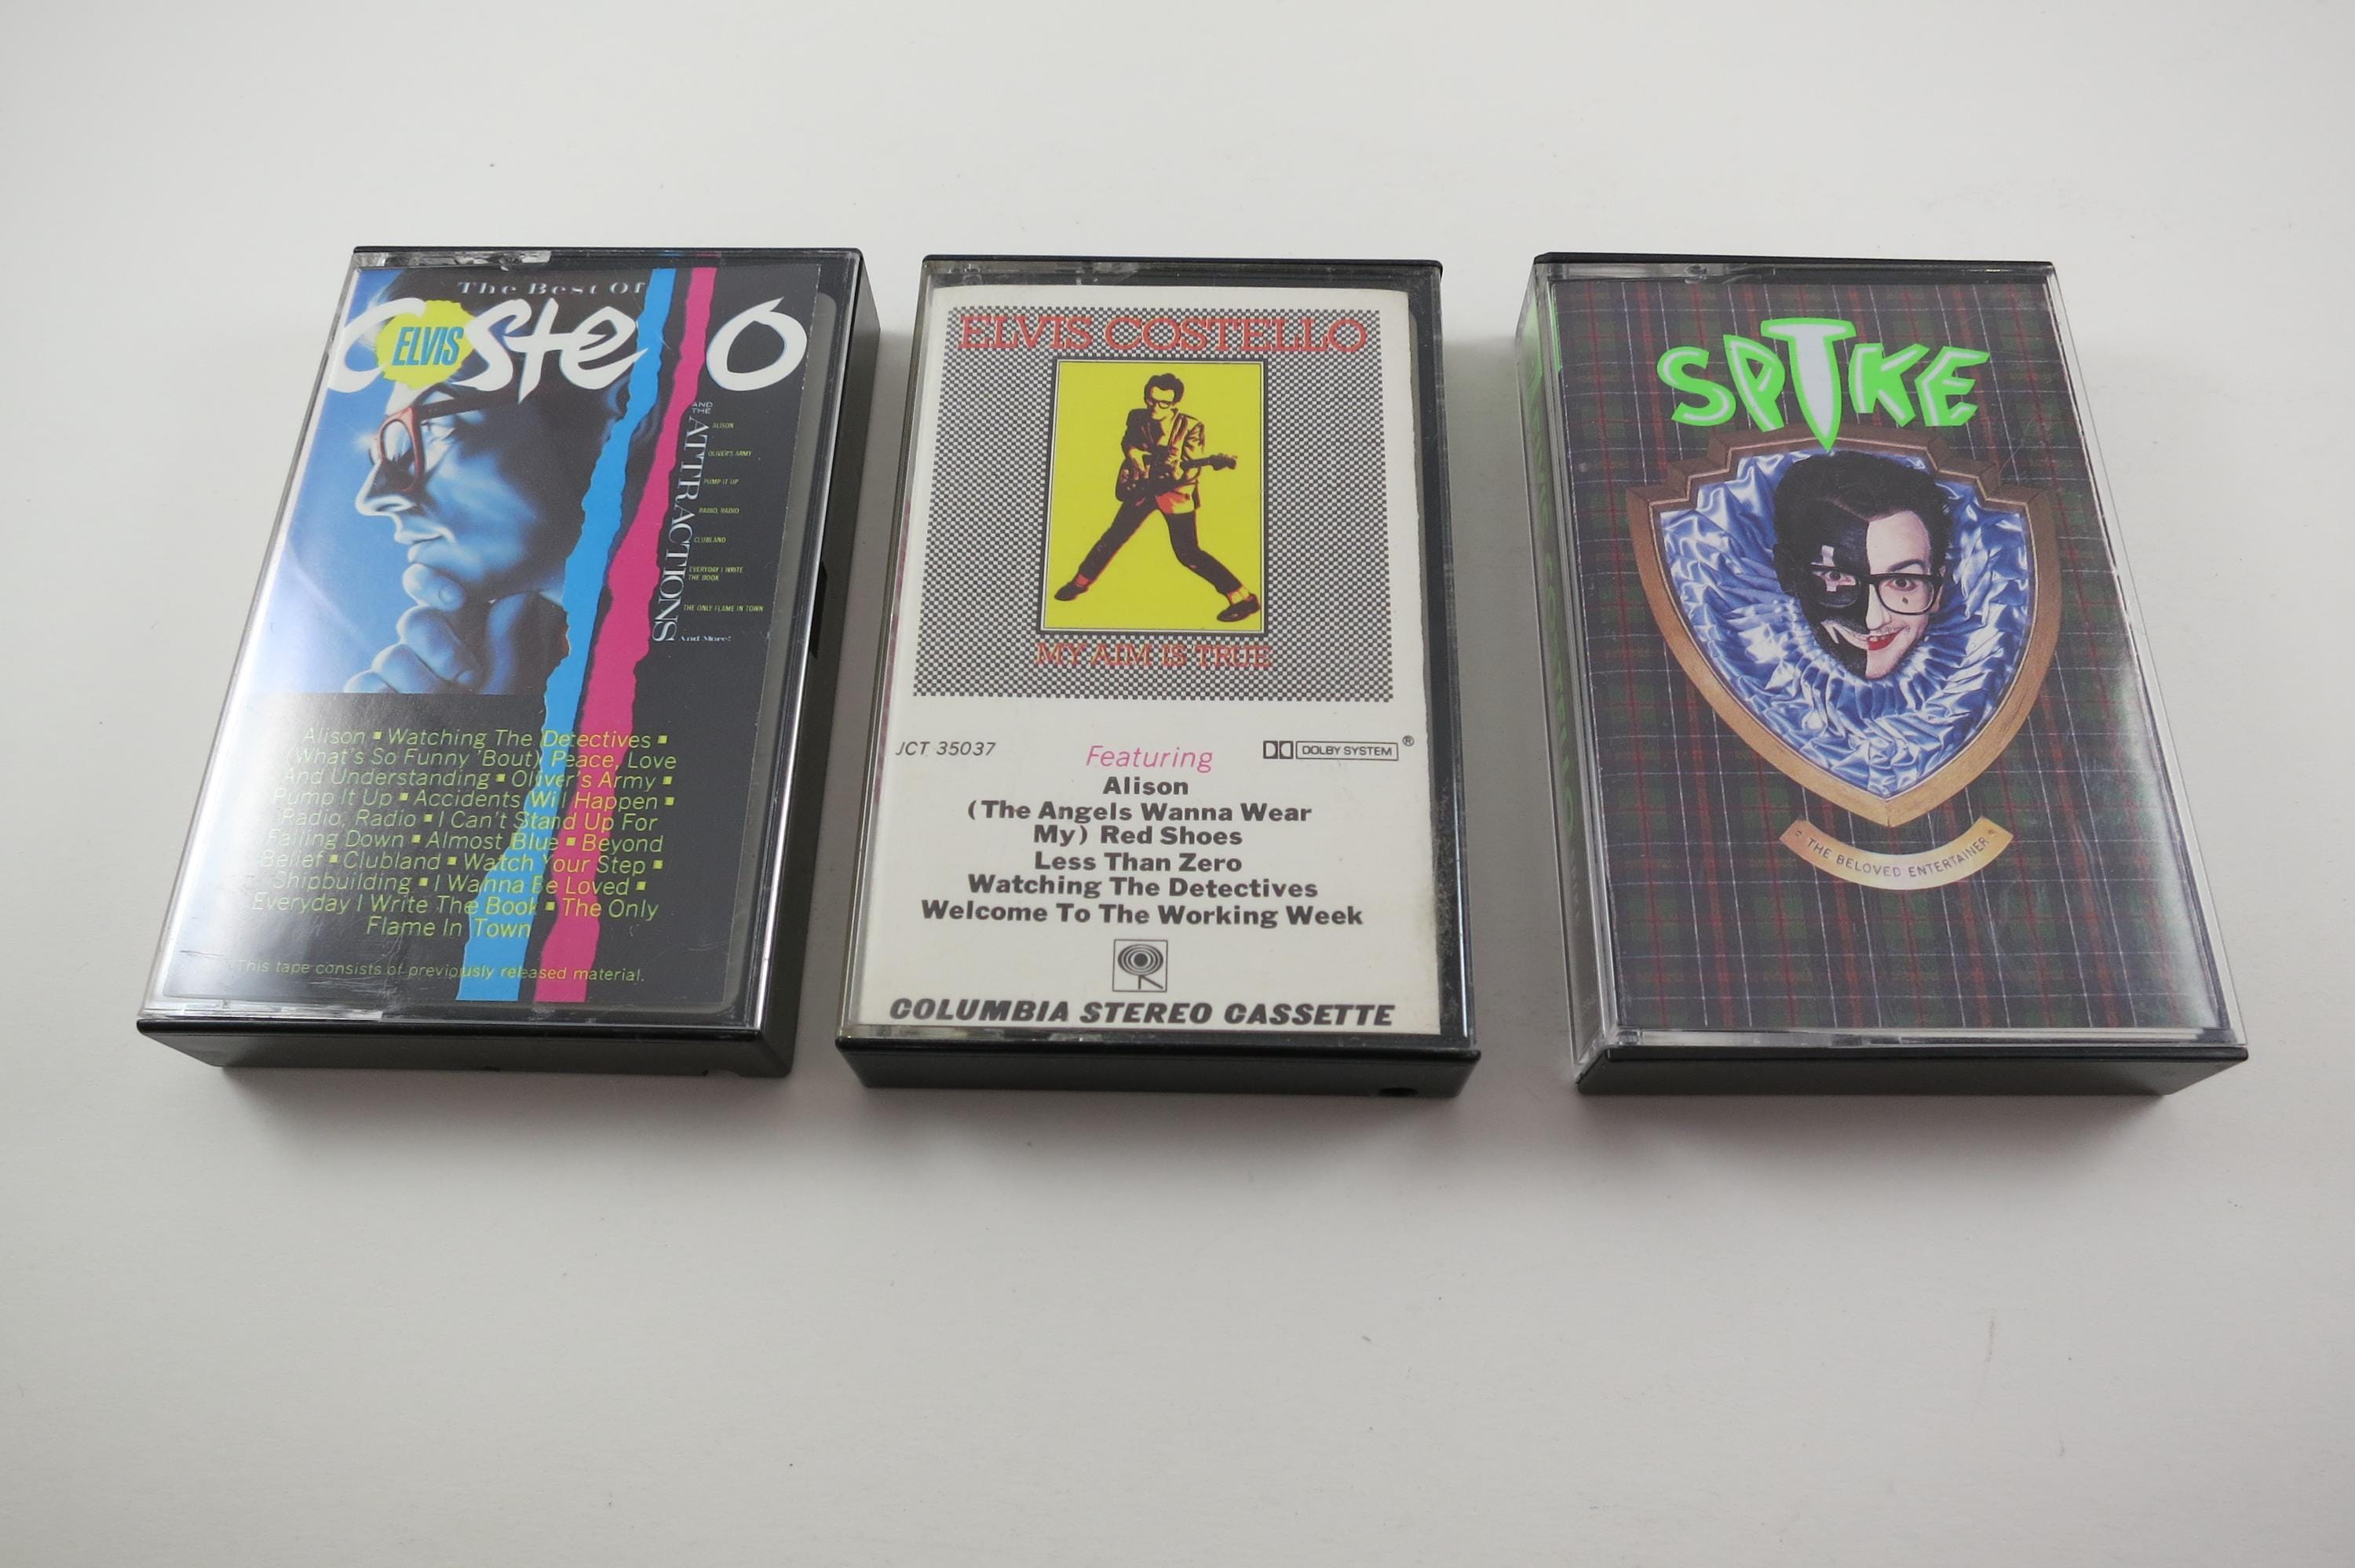 The Best Of
ELVIS
Costello
AND
THE
ATTRACTIONS
ALISON
OLIVER'S ARMY
PUMP IT UP
RADIO, RADIO
CLUBLAND
EVERYDAY I WRITE
THE BOOK
THE ONLY FLAME IN TOWN
And More!
Alison ▪ Watching The Detectives ▪
(What's So Funny 'Bout) Peace, Love
And Understanding ▪ Oliver's Army ▪
Pump It Up ▪ Accidents Will Happen ▪
Radio, Radio ▪ I Can't Stand Up For
Falling Down ▪ Almost Blue ▪ Beyond
Belief ▪ Clubland ▪ Watch Your Step ▪
Shipbuilding ▪ I Wanna Be Loved ▪
Everyday I Write The Book ▪ The Only
Flame In Town
This tape consists of previously released material.
ELVIS COSTELLO
MY AIM IS TRUE
JCT 35037
Featuring
DOLBY SYSTEM ®
Alison
(The Angels Wanna Wear
My) Red Shoes
Less Than Zero
Watching The Detectives
Welcome To The Working Week
COLUMBIA STEREO CASSETTE
SPIKE
THE BELOVED ENTERTAINER